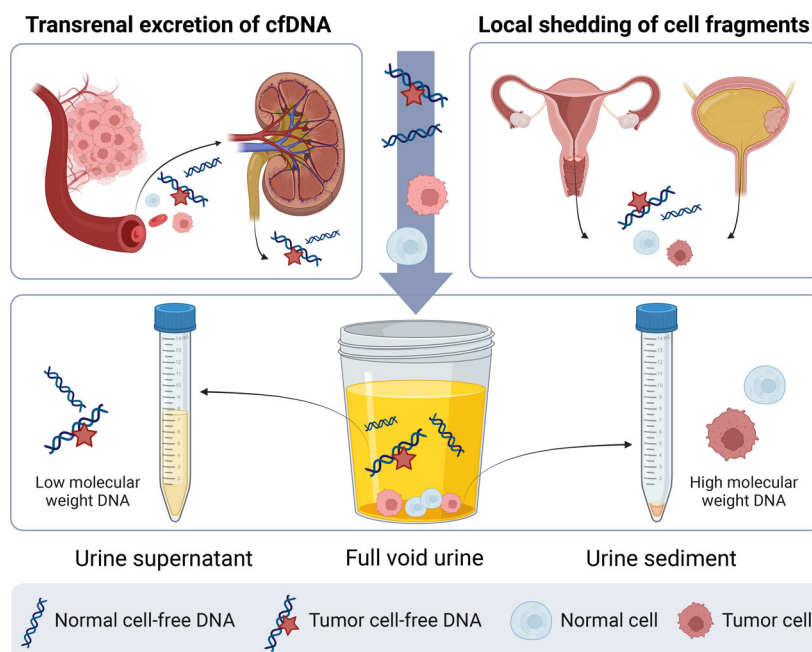 Transrenal excretion of cfDNA
Local shedding of cell fragments
Low molecular
weight DNA
High molecular
weight DNA
Urine supernatant
Full void urine
Urine sediment
Normal cell-free DNA
Tumor cell-free DNA
Normal cell
Tumor cell